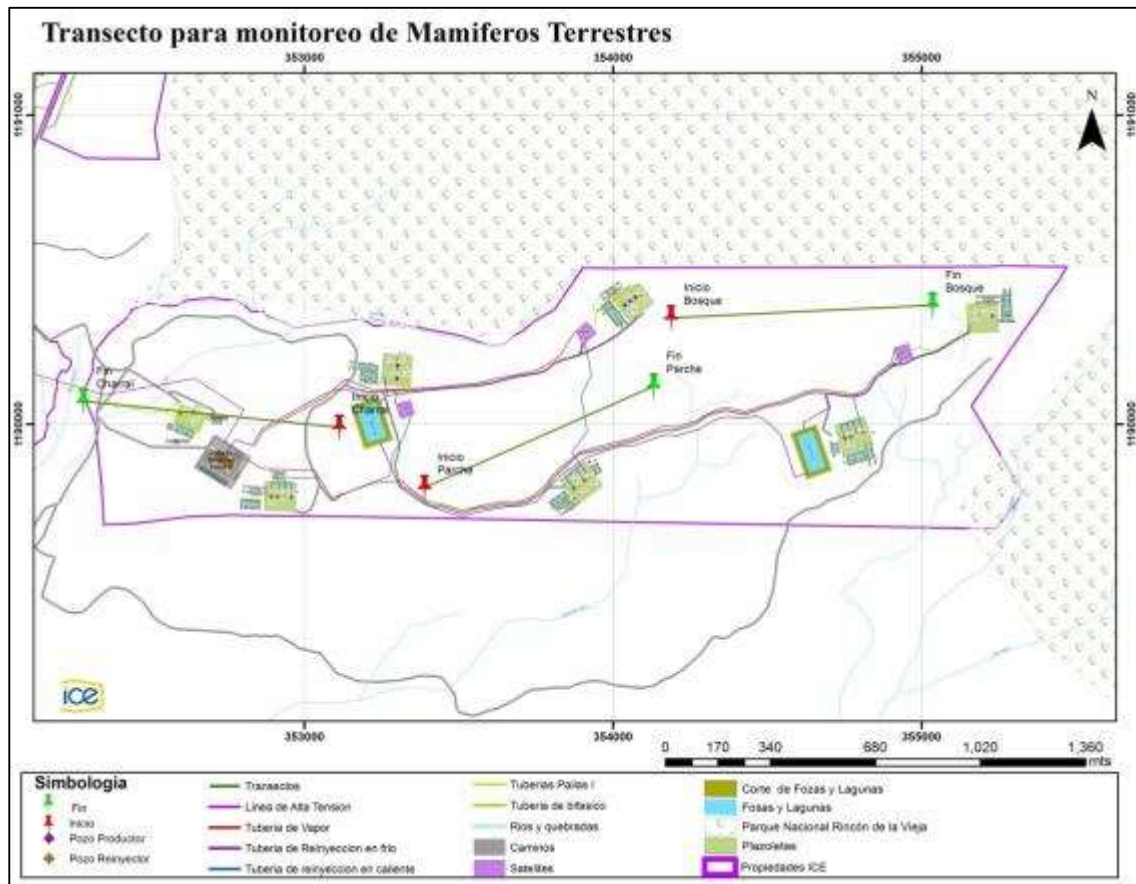 Transecto para monitoreo de Mamiferos Terrestres
353000
354000
355000
1191000
1191000
N
Inicio
Bosque
Fin
Bosque
Fin
Parche
Fin
Charral
Inicio
Charral
1190000
1190000
Inicio
Parche
ice
353000
354000
355000
0 170 340 680 1,020 1,360
mts
Simbologia
Fin
Inicio
Pozo Productor
Pozo Reinyector
Transectos
Linea de Alta Tension
Tuberia de Vapor
Tuberia de Reinyeccion en frio
Tuberia de reinyeccion en caliente
Tuberias Pailas I
Tuberia de bifasico
Rios y quebradas
Caminos
Satelites
Corte de Fozas y Lagunas
Fosas y Lagunas
Parque Nacional Rincón de la Vieja
Plazoletas
Propiedades ICE